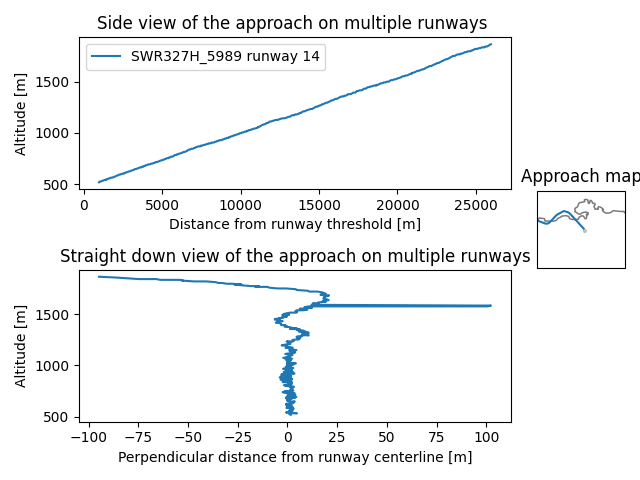 Side view of the approach on multiple runways
SWR327H_5989 runway 14
1500
1000
500
Altitude [m]
0 5000 10000 15000 20000 25000
Distance from runway threshold [m]
Approach map
Straight down view of the approach on multiple runways
1500
1000
500
Altitude [m]
−100 −75 −50 −25 0 25 50 75 100
Perpendicular distance from runway centerline [m]